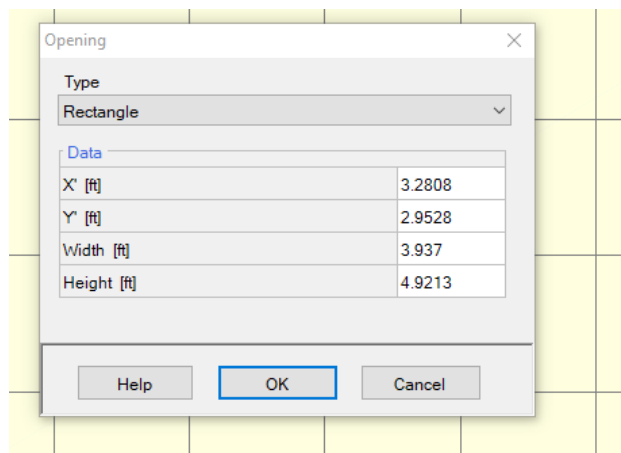 Opening
Type
Rectangle
Data
X' [ft] 3.2808
Y' [ft] 2.9528
Width [ft] 3.937
Height [ft] 4.9213
Help OK Cancel